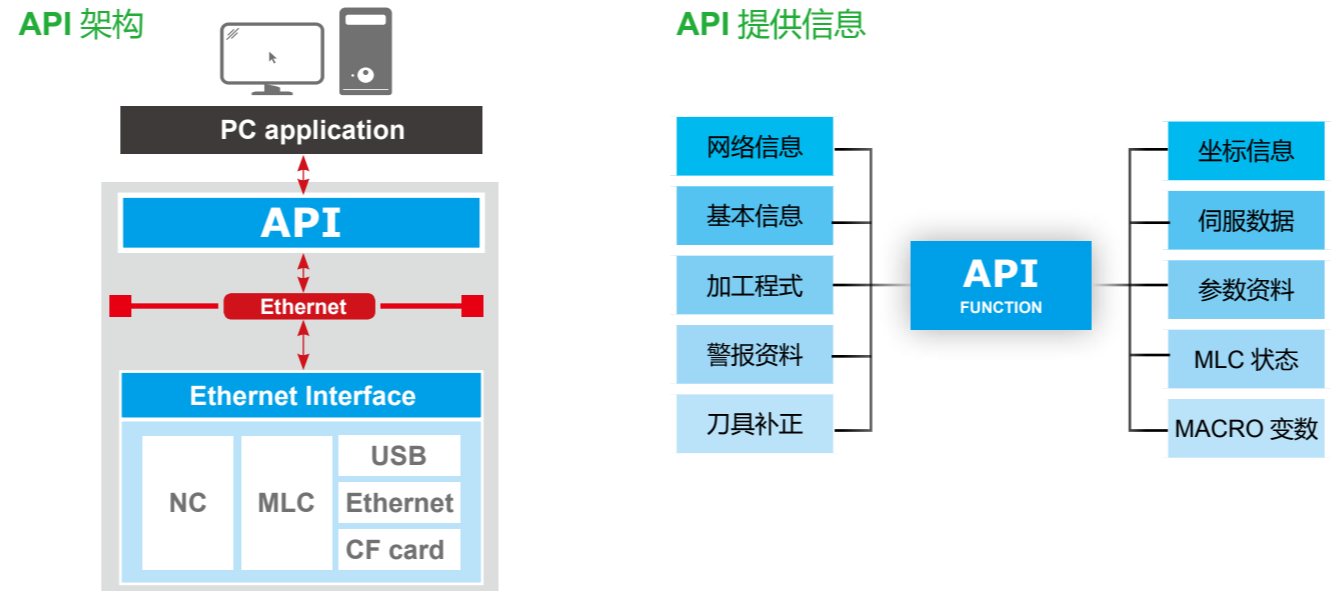 API 架构
PC application
API
Ethernet
Ethernet Interface
NC
MLC
USB
Ethernet
CF card
API 提供信息
网络信息
基本信息
加工程式
警报资料
刀具补正
API
FUNCTION
坐标信息
伺服数据
参数资料
MLC 状态
MACRO 变数